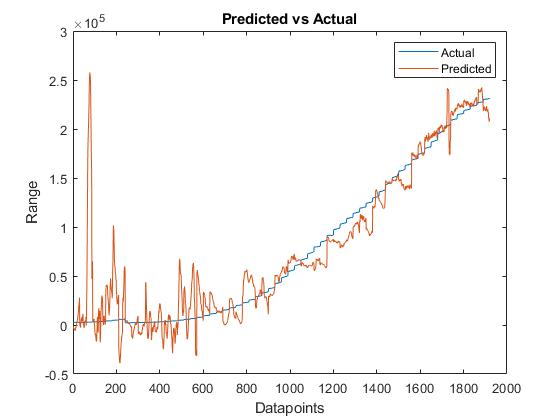 Predicted vs Actual
×10^5
Actual
Predicted
3
2.5
2
1.5
1
0.5
0
-0.5
Range
0 200 400 600 800 1000 1200 1400 1600 1800 2000
Datapoints